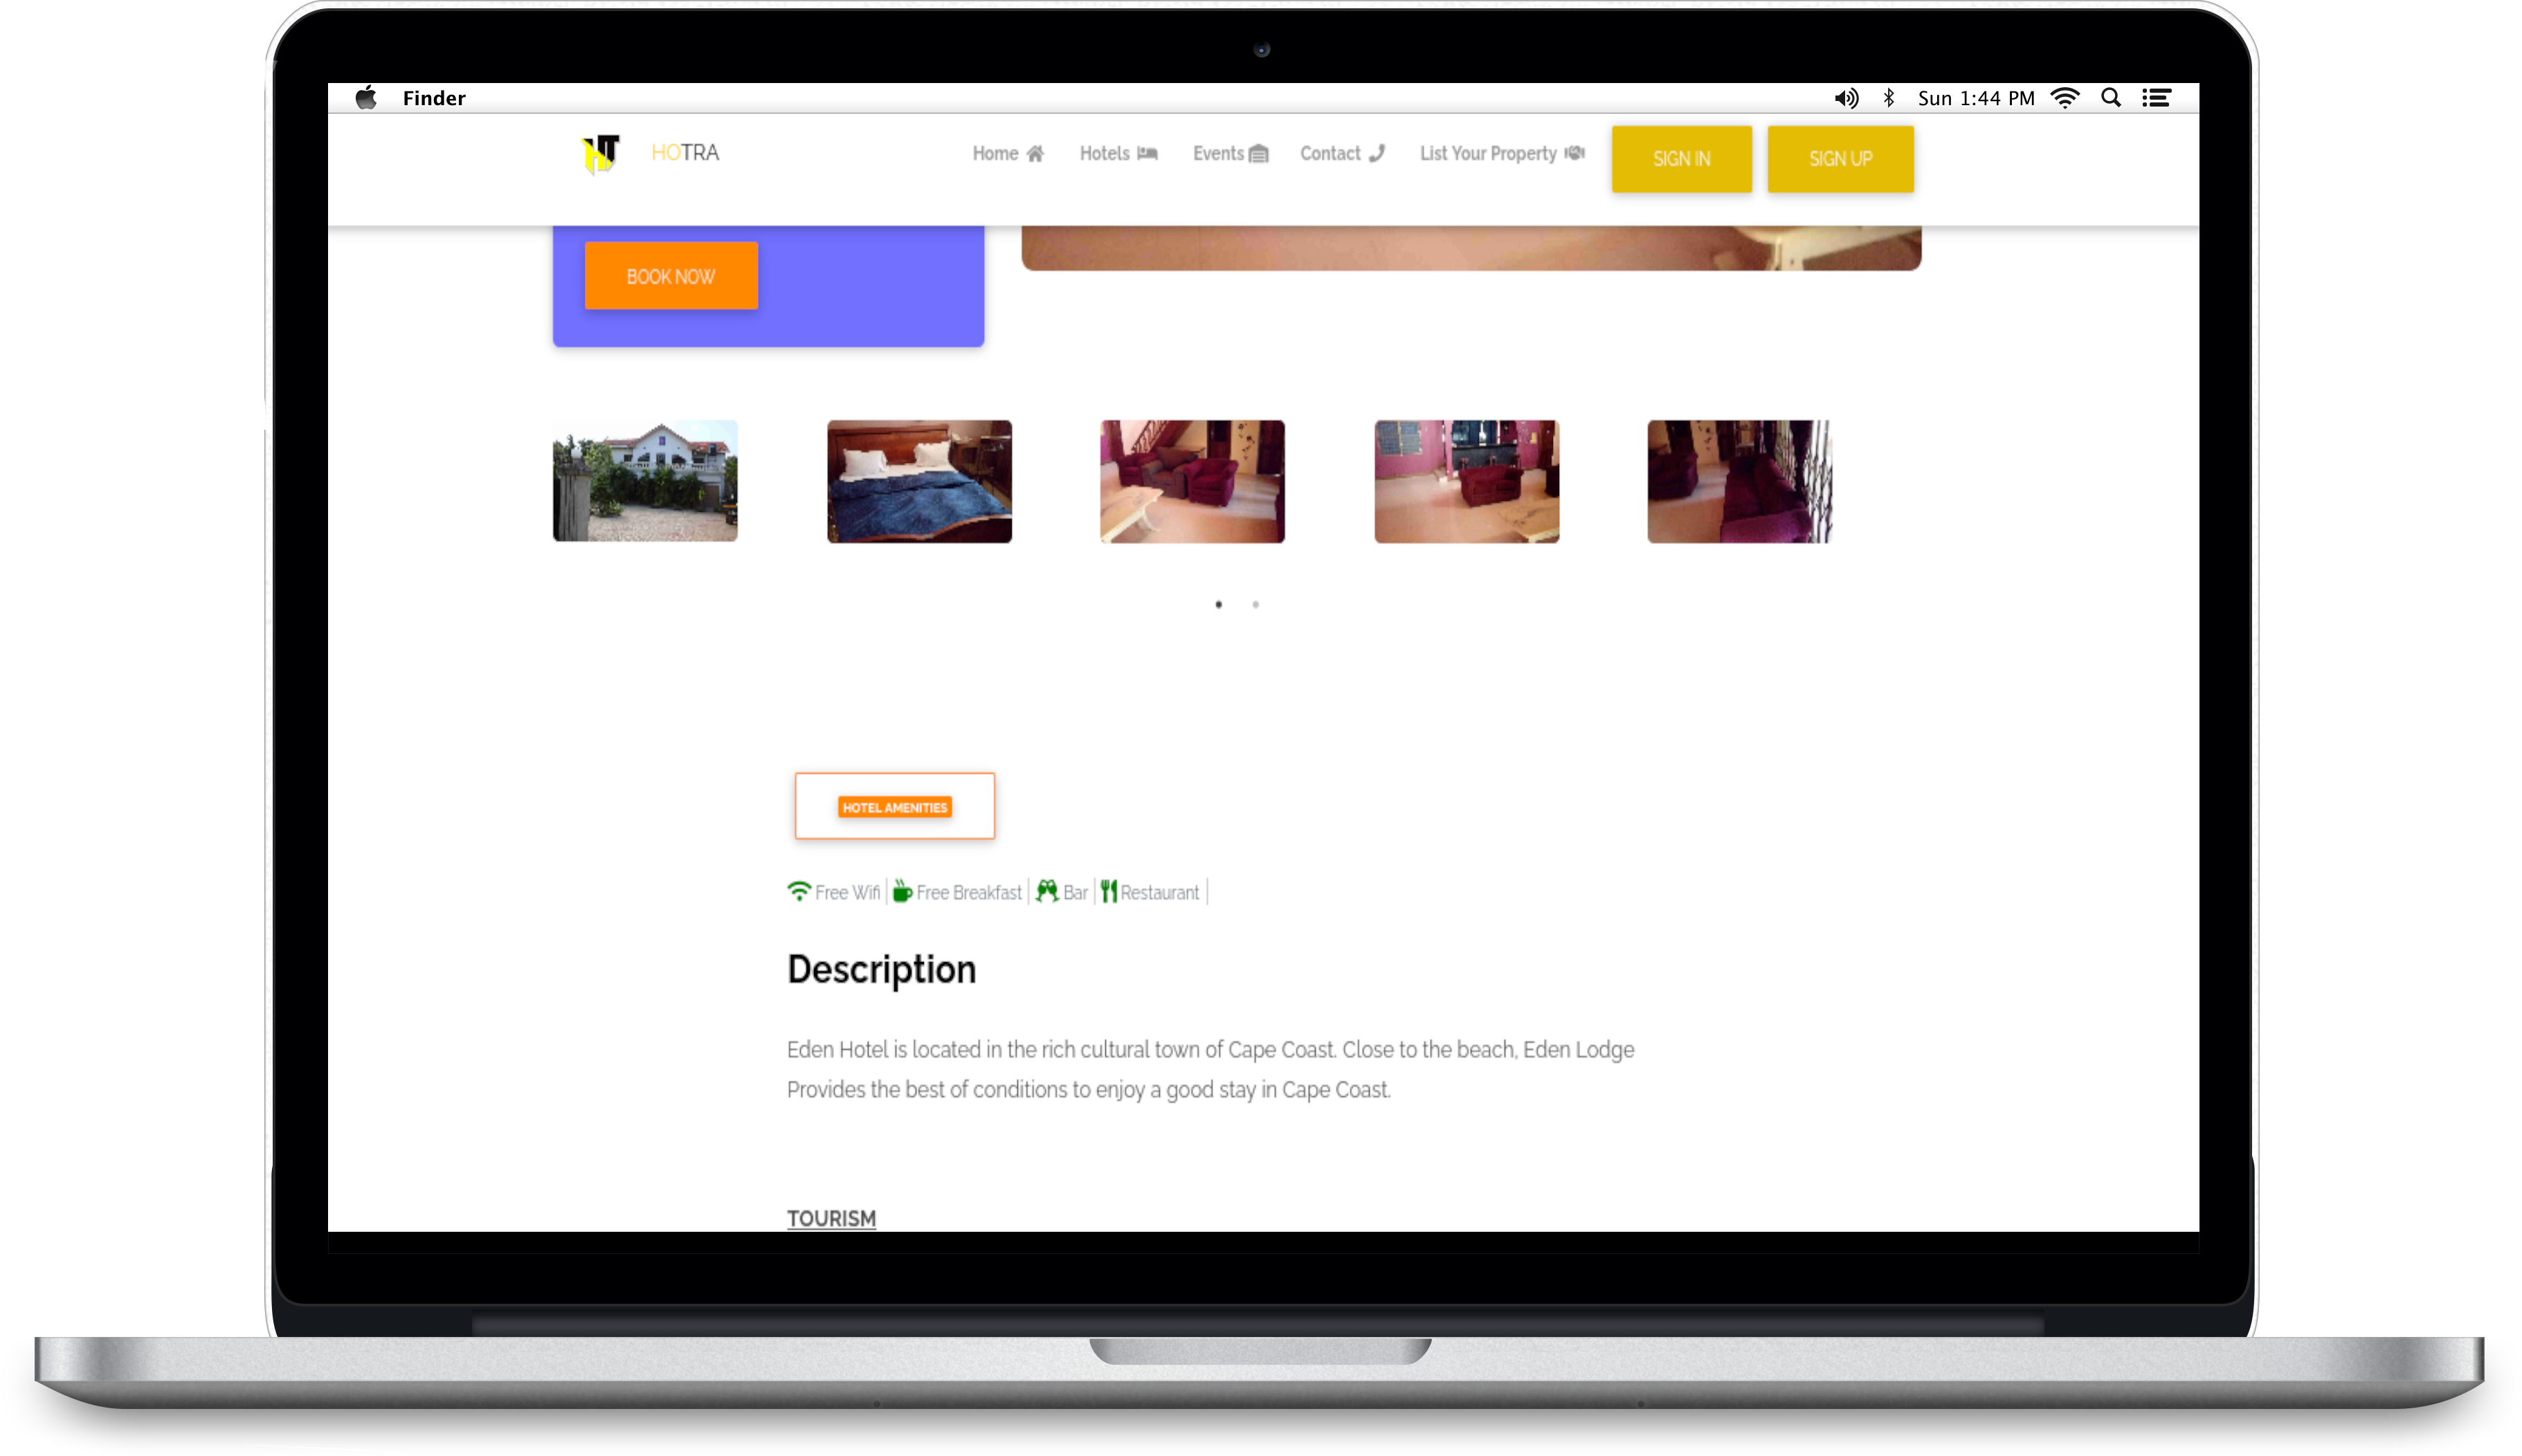 Finder
Sun 1:44 PM
HT HOTRA
Home Hotels Events Contact List Your Property SIGN IN SIGN UP
BOOK NOW
HOTEL AMENITIES
Free Wifi Free Breakfast Bar Restaurant
Description
Eden Hotel is located in the rich cultural town of Cape Coast. Close to the beach, Eden Lodge
Provides the best of conditions to enjoy a good stay in Cape Coast.
TOURISM